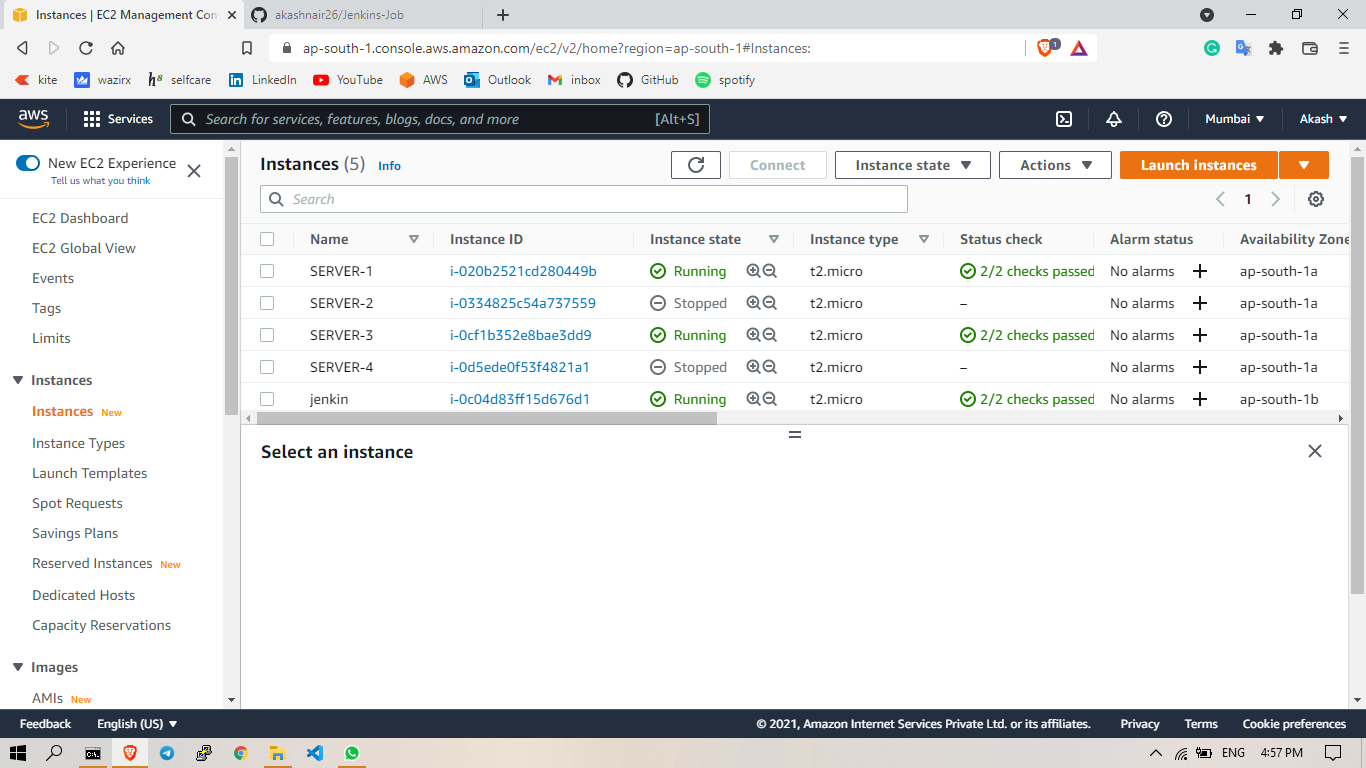 Instances | EC2 Management Con
akashnair26/Jenkins-Job
ap-south-1.console.aws.amazon.com/ec2/v2/home?region=ap-south-1#Instances:
1
kite
wazirx
h² selfcare
LinkedIn
YouTube
AWS
Outlook
inbox
GitHub
spotify
aws
Services
Search for services, features, blogs, docs, and more
[Alt+S]
Mumbai
Akash
New EC2 Experience
Tell us what you think
EC2 Dashboard
EC2 Global View
Events
Tags
Limits
Instances
Instances New
Instance Types
Launch Templates
Spot Requests
Savings Plans
Reserved Instances New
Dedicated Hosts
Capacity Reservations
Images
AMIs New
Instances (5) Info
Connect
Instance state
Actions
Launch instances
Search
1
Name Instance ID Instance state Instance type Status check Alarm status Availability Zone
SERVER-1 i-020b2521cd280449b Running t2.micro 2/2 checks passed No alarms ap-south-1a
SERVER-2 i-0334825c54a737559 Stopped t2.micro – No alarms ap-south-1a
SERVER-3 i-0cf1b352e8bae3dd9 Running t2.micro 2/2 checks passed No alarms ap-south-1a
SERVER-4 i-0d5ede0f53f4821a1 Stopped t2.micro – No alarms ap-south-1a
jenkin i-0c04d83ff15d676d1 Running t2.micro 2/2 checks passed No alarms ap-south-1b
Select an instance
Feedback English (US) © 2021, Amazon Internet Services Private Ltd. or its affiliates. Privacy Terms Cookie preferences
ENG 4:57 PM